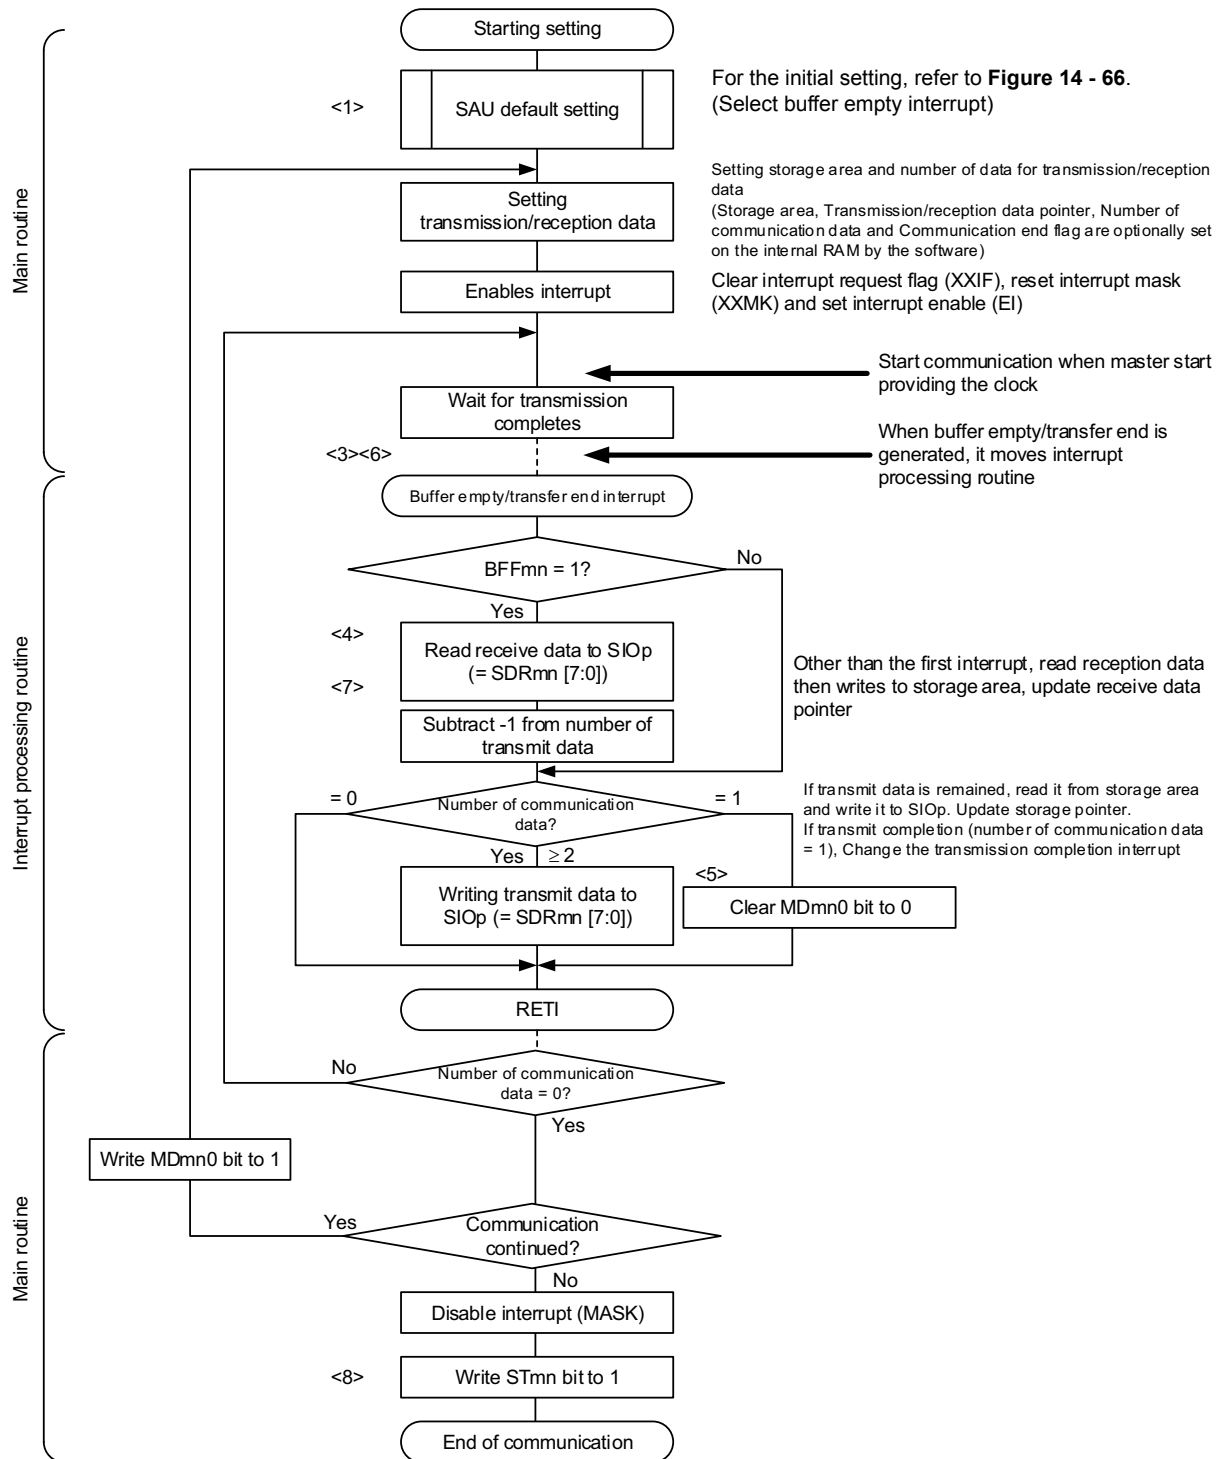 Starting setting
<1>
SAU default setting
For the initial setting, refer to Figure 14 - 66.
(Select buffer empty interrupt)
Main routine
Setting
transmission/reception data
Setting storage area and number of data for transmission/reception
data
(Storage area, Transmission/reception data pointer, Number of
communication data and Communication end flag are optionally set
on the internal RAM by the software)
Enables interrupt
Clear interrupt request flag (XXIF), reset interrupt mask
(XXMK) and set interrupt enable (EI)
Start communication when master start
providing the clock
Wait for transmission
completes
<3><6>
When buffer empty/transfer end is
generated, it moves interrupt
processing routine
Buffer empty/transfer end interrupt
BFFmn = 1?
No
Yes
Interrupt processing routine
<4>
Read receive data to SIOp
(= SDRmn [7:0])
<7>
Other than the first interrupt, read reception data
then writes to storage area, update receive data
pointer
Subtract -1 from number of
transmit data
= 0
Number of communication
data?
= 1
If transmit data is remained, read it from storage area
and write it to SIOp. Update storage pointer.
If transmit completion (number of communication data
= 1), Change the transmission completion interrupt
Yes ≥ 2
<5>
Writing transmit data to
SIOp (= SDRmn [7:0])
Clear MDmn0 bit to 0
RETI
No
Number of communication
data = 0?
Yes
Write MDmn0 bit to 1
Main routine
Yes
Communication
continued?
No
Disable interrupt (MASK)
<8>
Write STmn bit to 1
End of communication